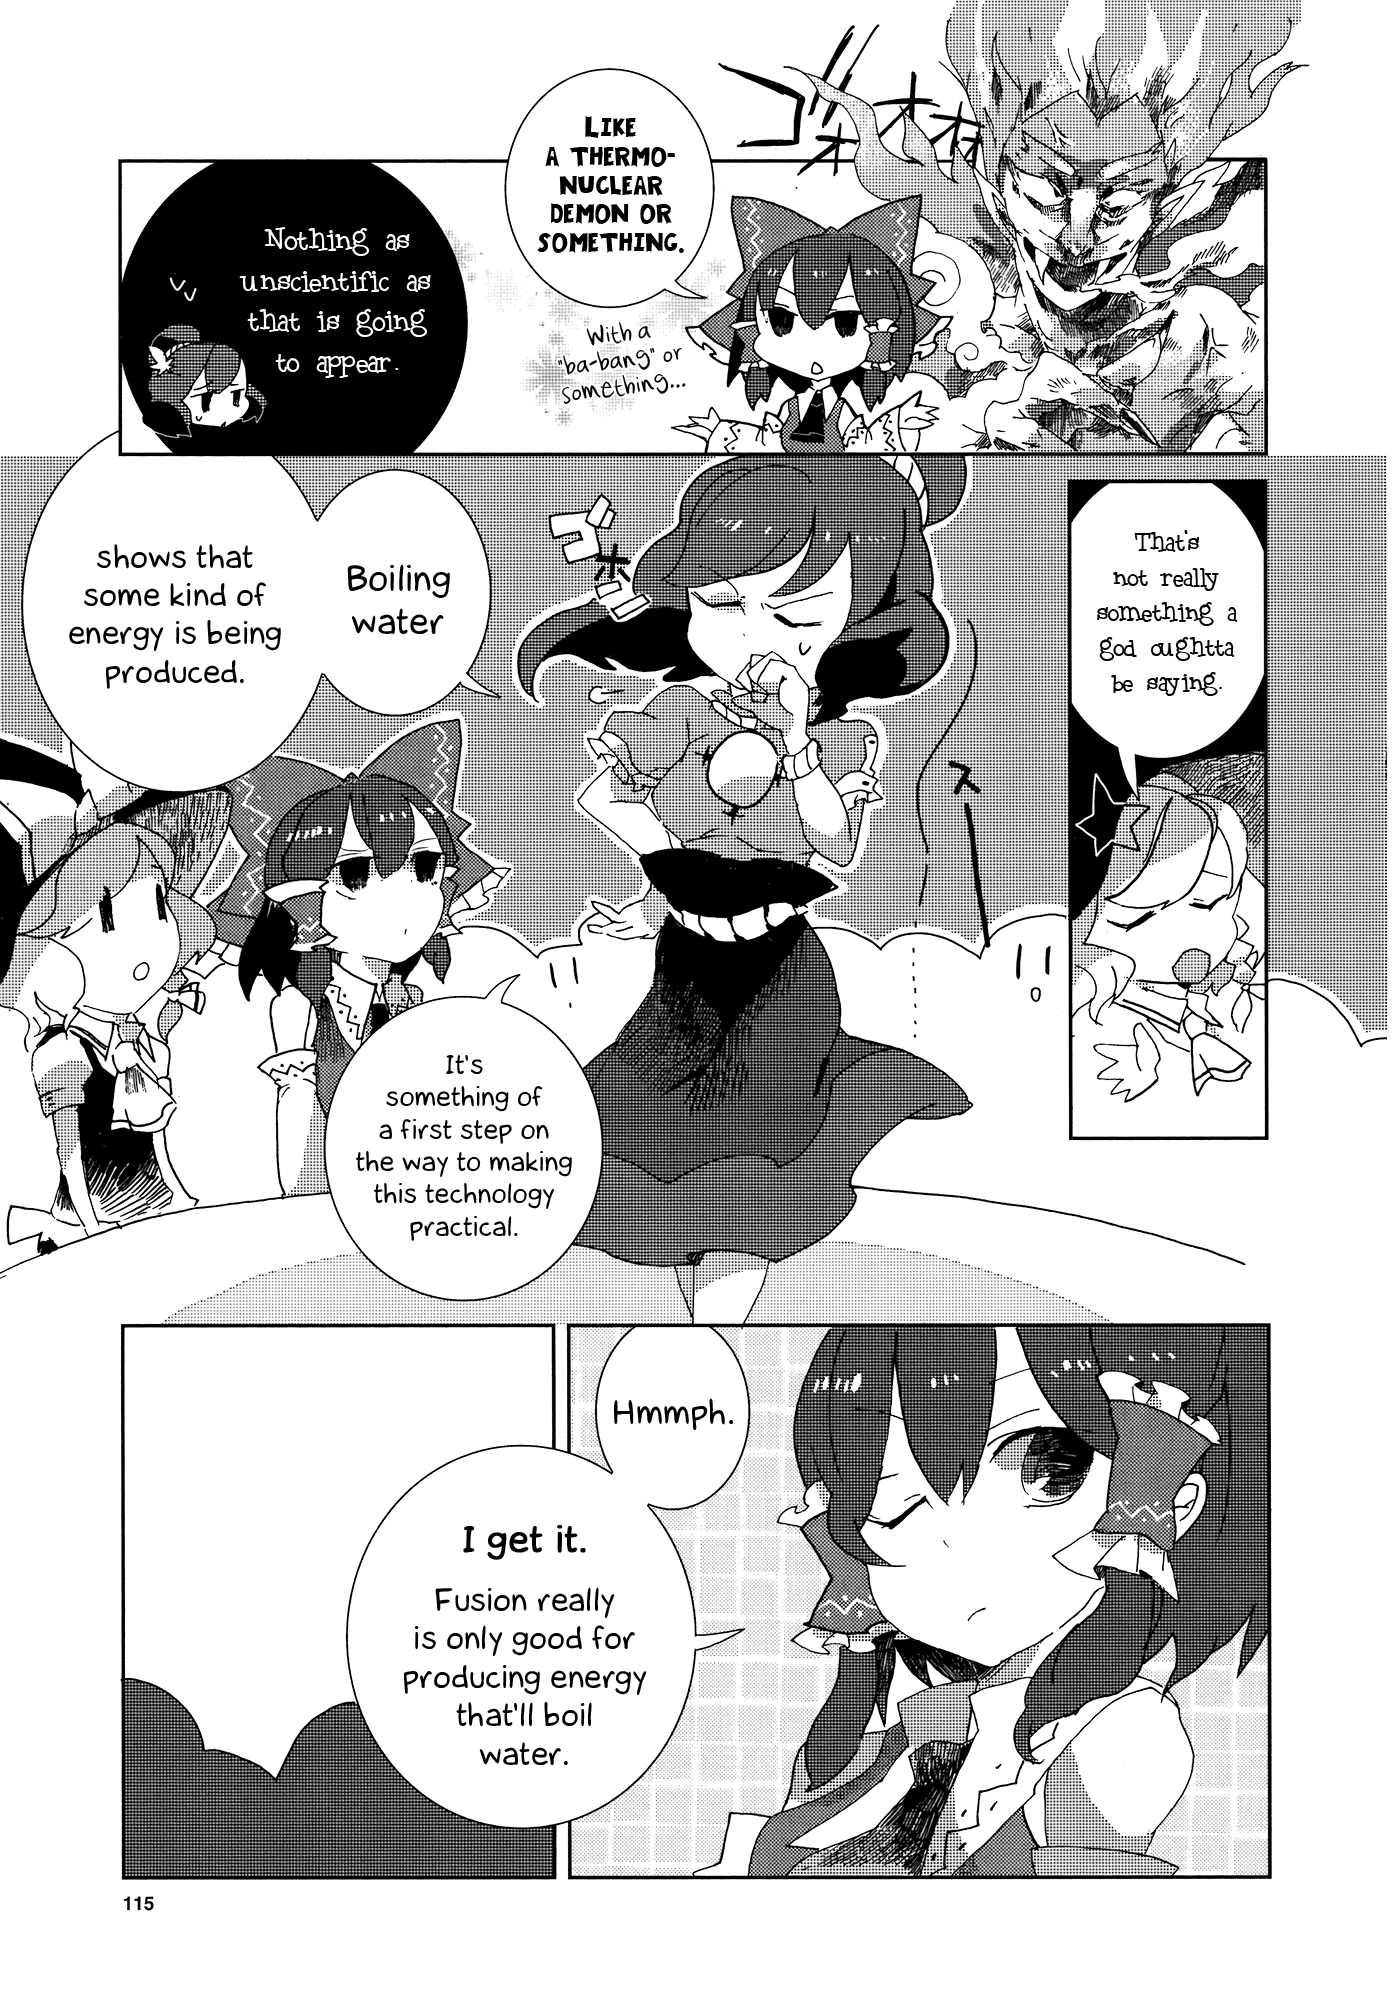 LIKE
A THERMO-
NUCLEAR
DEMON OR
SOMETHING.
With a
"ba-bang" or
something...
Nothing as
unscientific as
that is going
to appear.
That's
not really
something a
god oughtta
be saying.
Boiling
water
shows that
some kind of
energy is being
produced.
It's
something of
a first step on
the way to making
this technology
practical.
Hmmph.
I get it.
Fusion really
is only good for
producing energy
that'll boil
water.
115